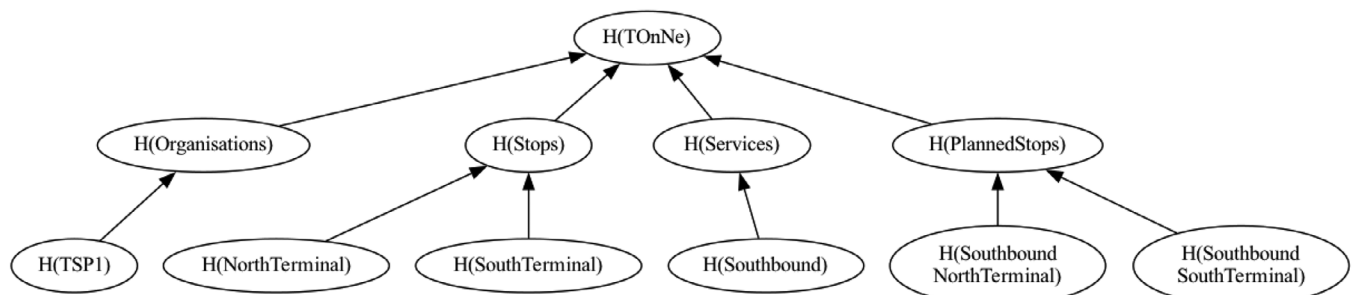 H(TOnNe)
H(Organisations)
H(Stops)
H(Services)
H(PlannedStops)
H(TSP1)
H(NorthTerminal)
H(SouthTerminal)
H(Southbound)
H(Southbound
NorthTerminal)
H(Southbound
SouthTerminal)